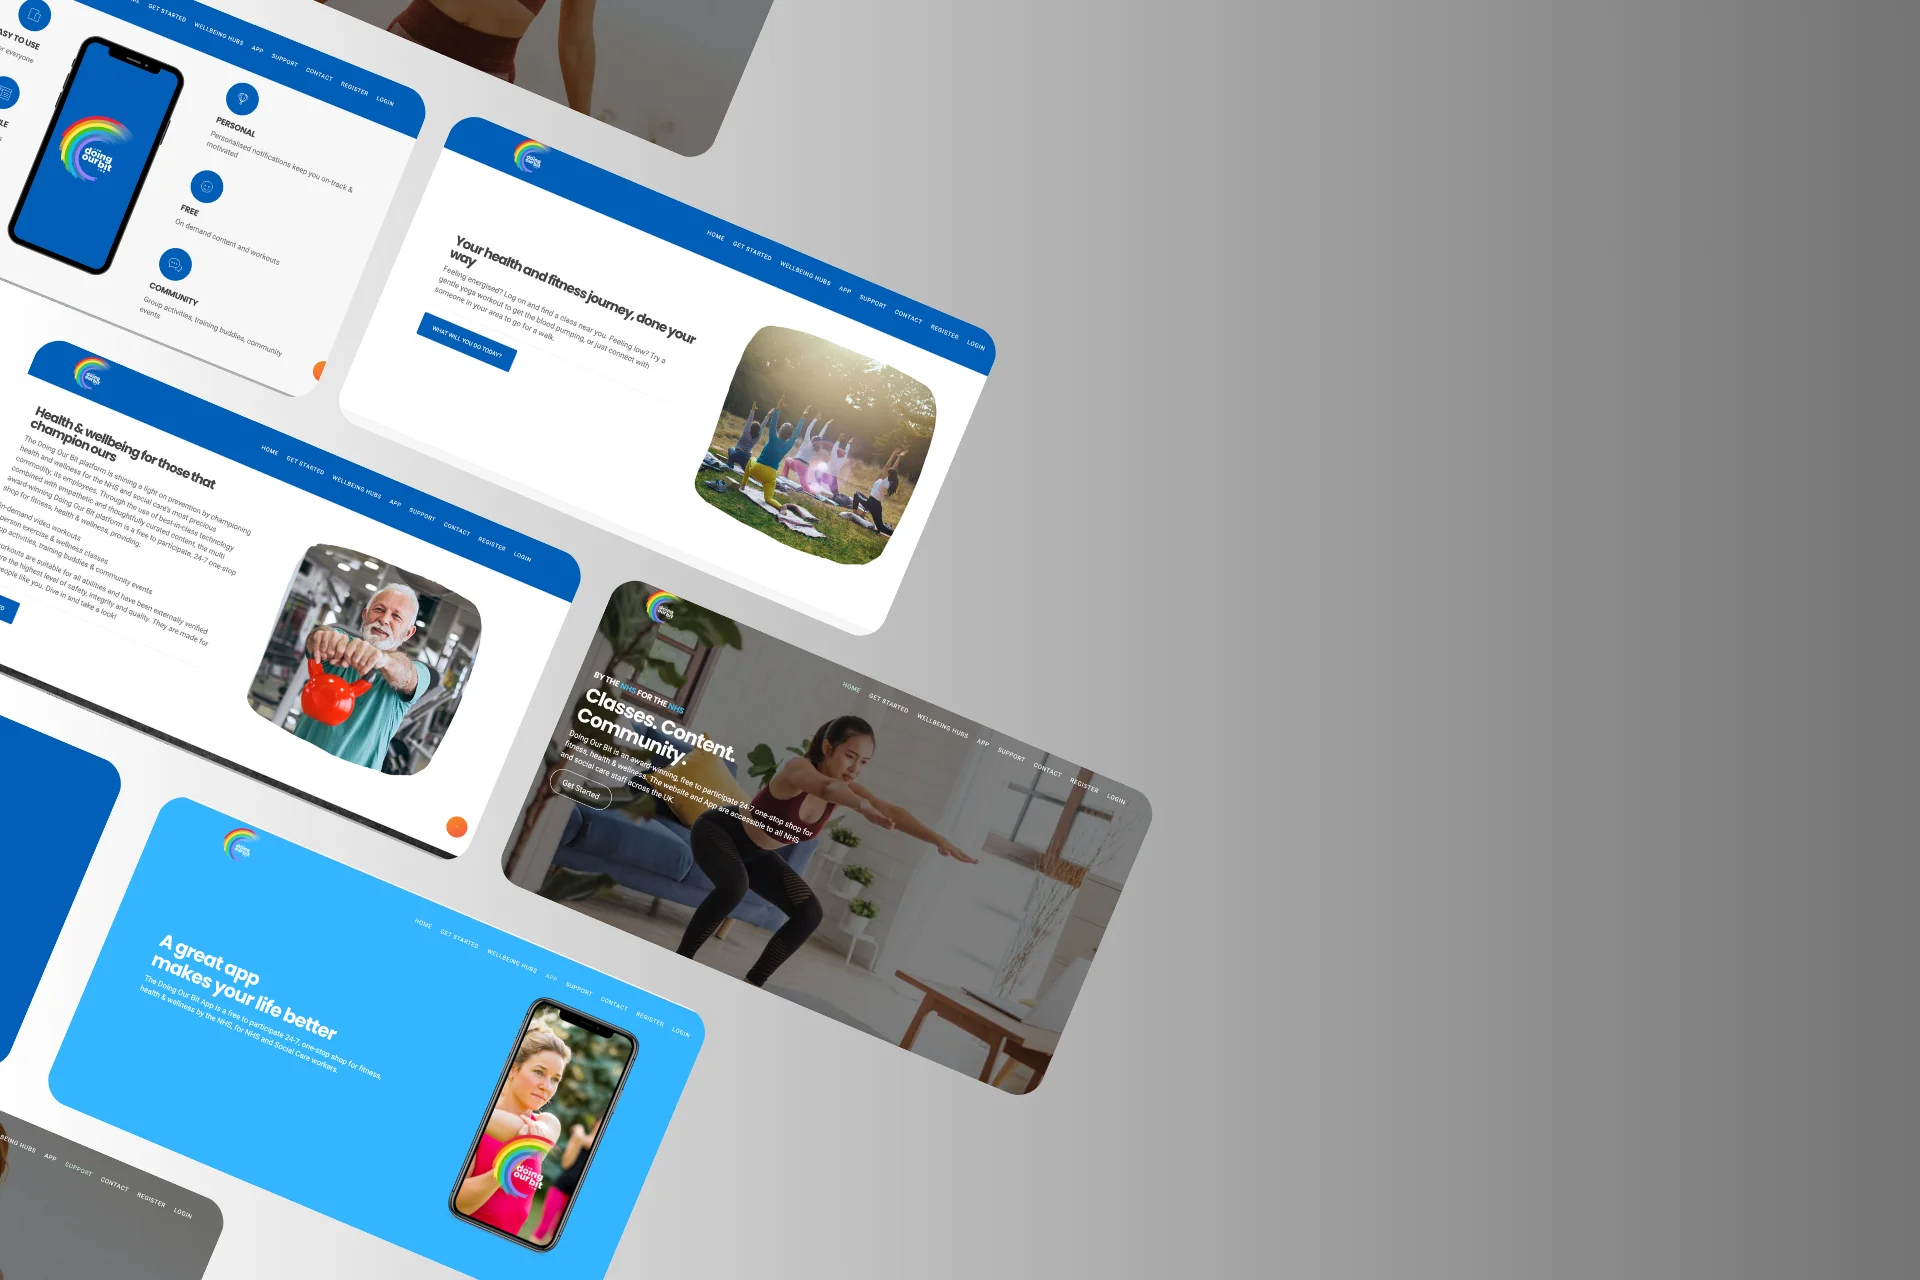 GET STARTED WELLBEING HUBS APP SUPPORT CONTACT REGISTER LOGIN
EASY TO USE
everyone
doing
our bit
PERSONAL
Personalised notifications keep you on-track &
motivated
FREE
On demand content and workouts
COMMUNITY
Group activities, training buddies, community
events
doing
our bit
HOME GET STARTED WELLBEING HUBS APP SUPPORT CONTACT REGISTER LOGIN
Your health and fitness journey, done your
way
Feeling energised? Log on and find a class near you. Feeling low? Try a
gentle yoga workout to get the blood pumping, or just connect with
someone in your area to go for a walk.
WHAT WILL YOU DO TODAY?
doing
our bit
HOME GET STARTED WELLBEING HUBS APP SUPPORT CONTACT REGISTER LOGIN
Health & wellbeing for those that
champion ours
The Doing Our Bit platform is shining a light on prevention by championing
health and wellness for the NHS and social care's most precious
commodity, its employees. Through the use of best-in-class technology
combined with empathetic and thoughtfully curated content, the multi
award-winning Doing Our Bit platform is a free to participate, 24-7 one-stop
shop for fitness, health & wellness, providing:
in-demand video workouts
person exercise & wellness classes
up activities, training buddies & community events
workouts are suitable for all abilities and have been externally verified
the highest level of safety, integrity and quality. They are made for
people like you. Dive in and take a look!
doing
our bit
HOME GET STARTED WELLBEING HUBS APP SUPPORT CONTACT REGISTER LOGIN
BY THE NHS FOR THE NHS
Classes. Content.
Community.
Doing Our Bit is an award-winning, free to participate 24-7 one-stop shop for
fitness, health & wellness. The website and App are accessible to all NHS
and social care staff across the UK.
Get Started
doing
our bit
HOME GET STARTED WELLBEING HUBS APP SUPPORT CONTACT REGISTER LOGIN
A great app
makes your life better
The Doing Our Bit App is a free to participate 24-7, one-stop shop for fitness,
health & wellness by the NHS, for NHS and Social Care workers.
doing
our bit
HUBS APP SUPPORT CONTACT REGISTER LOGIN